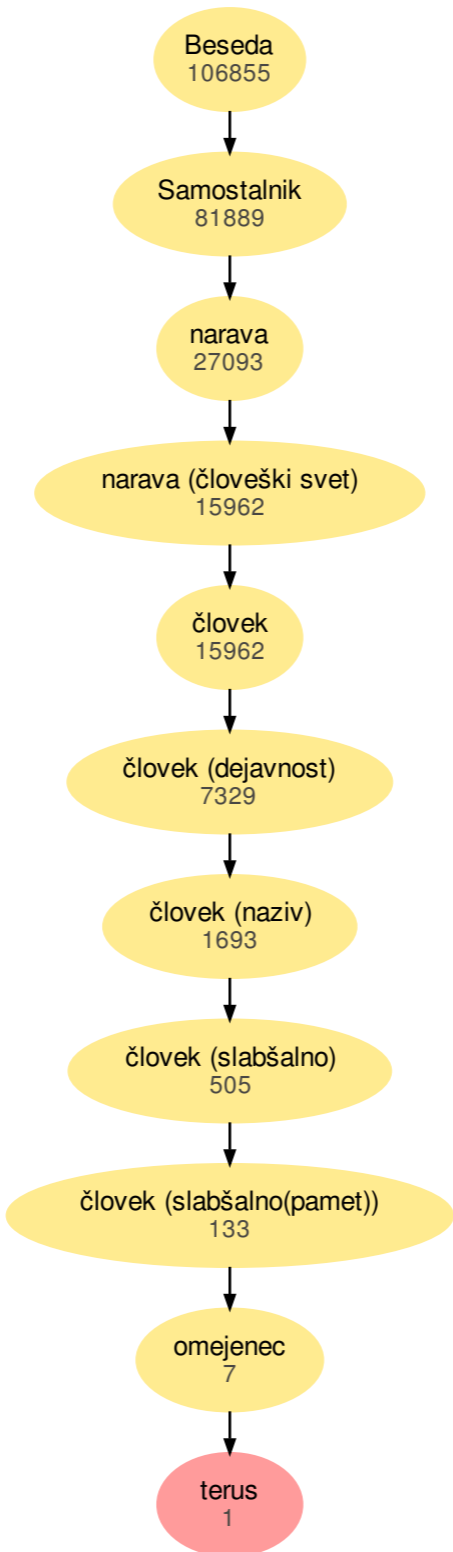 Beseda
106855
Samostalnik
81889
narava
27093
narava (človeški svet)
15962
človek
15962
človek (dejavnost)
7329
človek (naziv)
1693
človek (slabšalno)
505
človek (slabšalno(pamet))
133
omejenec
7
terus
1